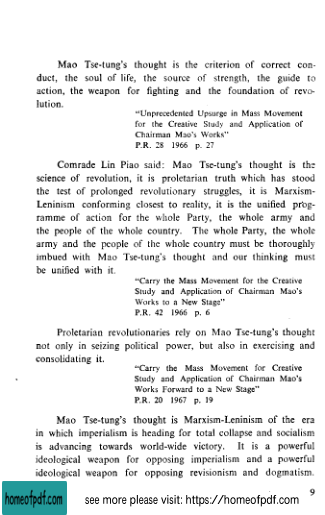 Mao Tse-tung's thought is the criterion of correct con-
duct, the soul of life, the source of strength, the guide to
action, the weapon for fighting and the foundation of revo-
lution.
"Unprecedented Upsurge in Mass Movement
for the Creative Study and Application of
Chairman Mao's Works"
P.R. 28 1966 p. 27
Comrade Lin Piao said: Mao Tse-tung's thought is the
science of revolution, it is proletarian truth which has stood
the test of prolonged revolutionary struggles, it is Marxism-
Leninism conforming closest to reality, it is the unified prog-
ramme of action for the whole Party, the whole army and
the people of the whole country. The whole Party, the whole
army and the people of the whole country must be thoroughly
imbued with Mao Tse-tung's thought and our thinking must
be unified with it.
"Carry the Mass Movement for the Creative
Study and Application of Chairman Mao's
Works to a New Stage"
P.R. 42 1966 p. 6
Proletarian revolutionaries rely on Mao Tse-tung's thought
not only in seizing political power, but also in exercising and
consolidating it.
"Carry the Mass Movement for Creative
Study and Application of Chairman Mao's
Works Forward to a New Stage"
P.R. 20 1967 p. 19
Mao Tse-tung's thought is Marxism-Leninism of the era
in which imperialism is heading for total collapse and socialism
is advancing towards world-wide victory. It is a powerful
ideological weapon for opposing imperialism and a powerful
ideological weapon for opposing revisionism and dogmatism.
9
homeofpdf.com
see more please visit: https://homeofpdf.com